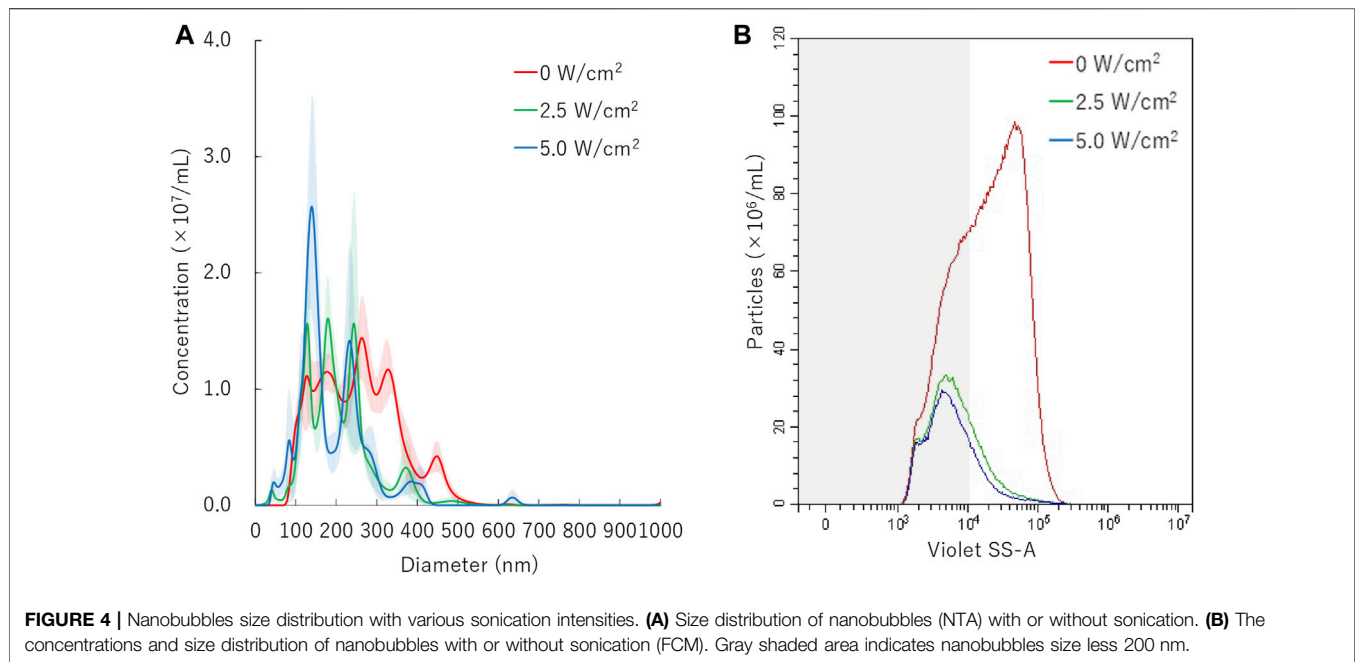 A
4.0
3.0
2.0
1.0
0.0
Concentration (×10⁷/mL)
0 W/cm²
2.5 W/cm²
5.0 W/cm²
0 100 200 300 400 500 600 700 800 9001000
Diameter (nm)
B
120
100
80
60
40
20
0
Particles (×10⁶/mL)
0 W/cm²
2.5 W/cm²
5.0 W/cm²
0 10³ 10⁴ 10⁵ 10⁶ 10⁷
Violet SS-A
FIGURE 4 | Nanobubbles size distribution with various sonication intensities. (A) Size distribution of nanobubbles (NTA) with or without sonication. (B) The
concentrations and size distribution of nanobubbles with or without sonication (FCM). Gray shaded area indicates nanobubbles size less 200 nm.